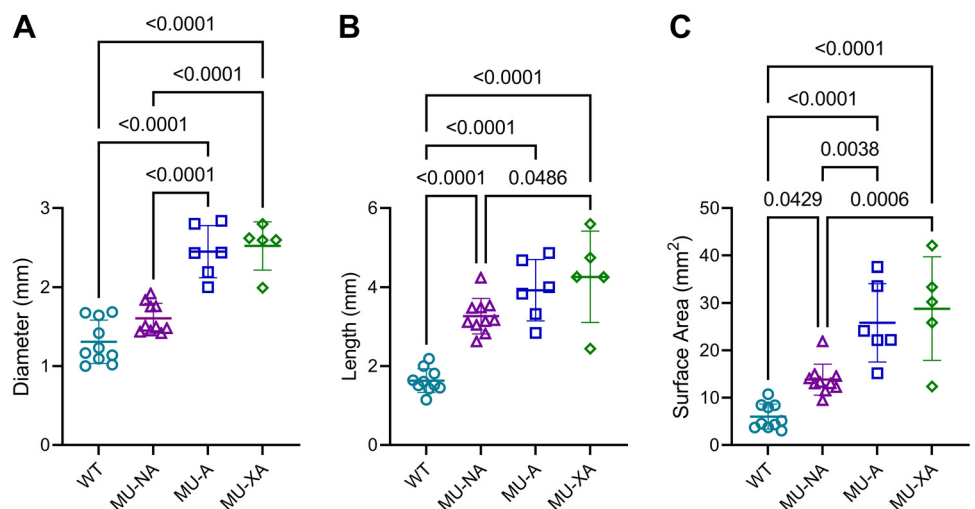 A
<0.0001
<0.0001
<0.0001
<0.0001
Diameter (mm)
3
2
1
0
WT
MU-NA
MU-A
MU-XA
B
<0.0001
<0.0001
<0.0001 0.0486
Length (mm)
6
4
2
0
WT
MU-NA
MU-A
MU-XA
C
<0.0001
<0.0001
0.0038
0.0429 0.0006
Surface Area (mm²)
50
40
30
20
10
0
WT
MU-NA
MU-A
MU-XA